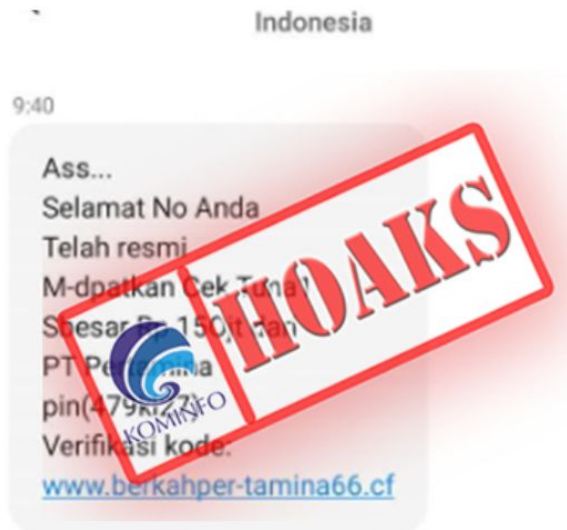 Indonesia
9:40
Ass...
Selamat No Anda
Telah resmi
M-dpatkan Cek Tunai
Sbesar Rp 150jt dan
PT Pertamina
Verifikasi kode:
www.berkahper-tamina66.cf
HOAKS
KOMINFO